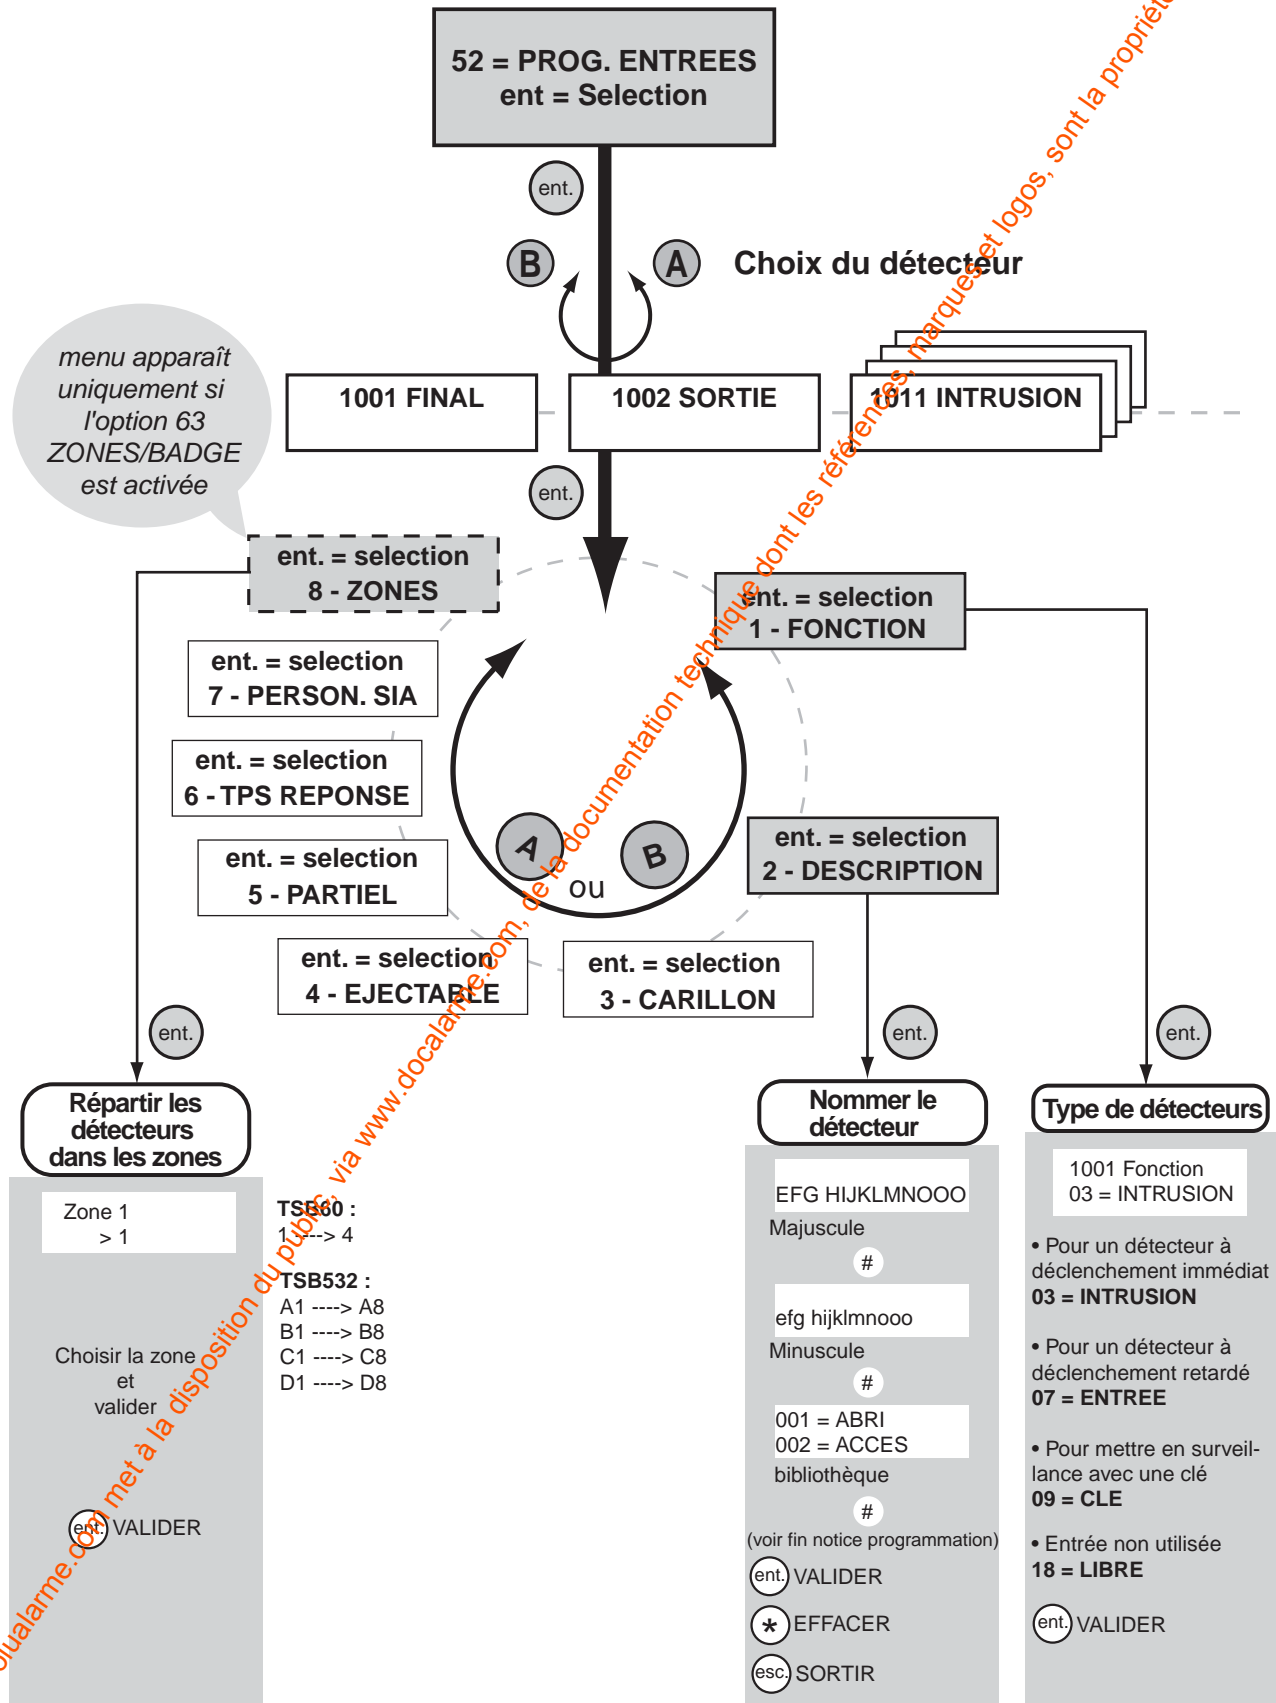 52 = PROG. ENTREES
ent = Selection
ent.
B
A
Choix du détecteur
menu apparaît
uniquement si
l'option 63
ZONES/BADGE
est activée
1001 FINAL
1002 SORTIE
1011 INTRUSION
ent.
ent. = selection
8 - ZONES
ent. = selection
1 - FONCTION
ent. = selection
7 - PERSON. SIA
ent. = selection
6 - TPS REPONSE
ent. = selection
5 - PARTIEL
ent. = selection
4 - EJECTABLE
ent. = selection
3 - CARILLON
ent. = selection
2 - DESCRIPTION
A
ou
B
ent.
ent.
ent.
Répartir les
détecteurs
dans les zones
Zone 1
> 1
Choisir la zone
et
valider
ent. VALIDER
TSB60 :
1 ----> 4
TSB532 :
A1 ----> A8
B1 ----> B8
C1 ----> C8
D1 ----> D8
Nommer le
détecteur
EFG HIJKLMNOOO
Majuscule
#
efg hijklmnooo
Minuscule
#
001 = ABRI
002 = ACCES
bibliothèque
#
(voir fin notice programmation)
ent. VALIDER
* EFFACER
esc. SORTIR
Type de détecteurs
1001 Fonction
03 = INTRUSION
• Pour un détecteur à
déclenchement immédiat
03 = INTRUSION
• Pour un détecteur à
déclenchement retardé
07 = ENTREE
• Pour mettre en surveil-
lance avec une clé
09 = CLE
• Entrée non utilisée
18 = LIBRE
ent. VALIDER
met à la disposition du public, via www.docalarme.com, de la documentation technique dont les références, marques et logos, sont la